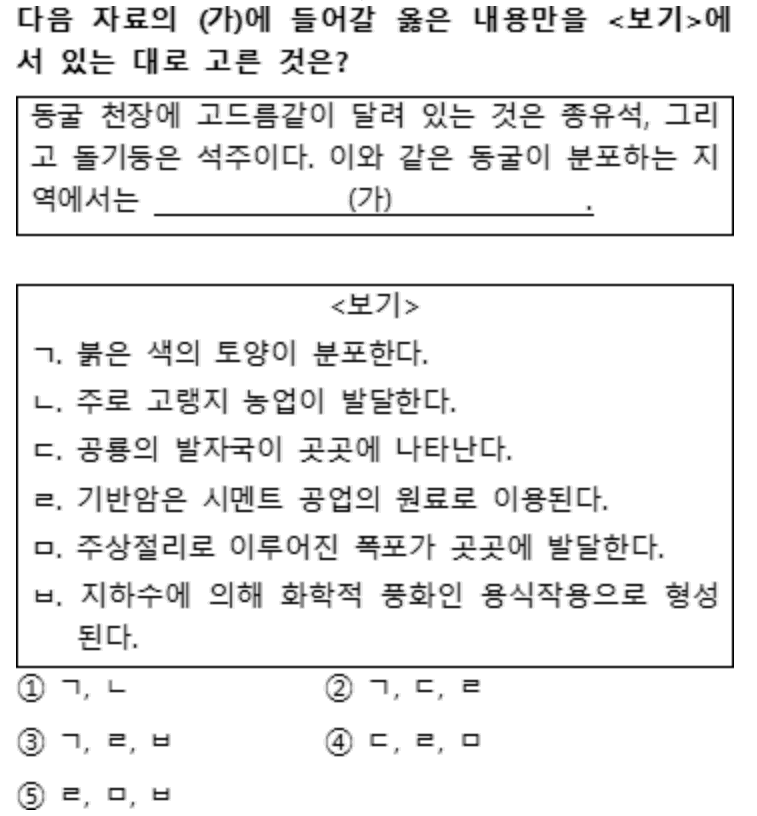 다음 자료의 (가)에 들어갈 옳은 내용만을 <보기>에
서 있는 대로 고른 것은?
동굴 천장에 고드름같이 달려 있는 것은 종유석, 그리
고 돌기둥은 석주이다. 이와 같은 동굴이 분포하는 지
역에서는 (가) .
<보기>
ㄱ. 붉은 색의 토양이 분포한다.
ㄴ. 주로 고랭지 농업이 발달한다.
ㄷ. 공룡의 발자국이 곳곳에 나타난다.
ㄹ. 기반암은 시멘트 공업의 원료로 이용된다.
ㅁ. 주상절리로 이루어진 폭포가 곳곳에 발달한다.
ㅂ. 지하수에 의해 화학적 풍화인 용식작용으로 형성
된다.
① ㄱ, ㄴ ② ㄱ, ㄷ, ㄹ
③ ㄱ, ㄹ, ㅂ ④ ㄷ, ㄹ, ㅁ
⑤ ㄹ, ㅁ, ㅂ